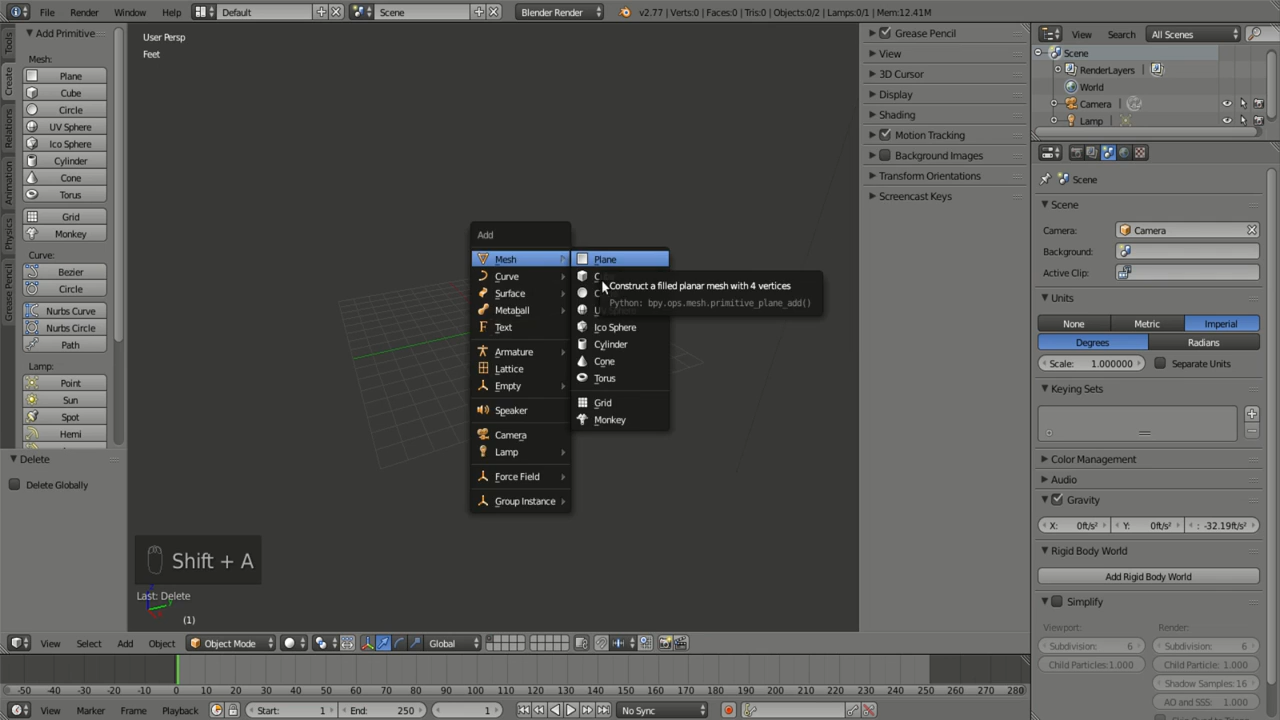 File Render Window Help Default Scene Blender Render v2.77 | Verts:0 | Faces:0 | Tris:0 | Objects:0/2 | Lamps:0/1 | Mem:12.41M
View Search All Scenes
Tools
Create
Relations
Animation
Physics
Grease Pencil
Add Primitive
Mesh:
Plane
Cube
Circle
UV Sphere
Ico Sphere
Cylinder
Cone
Torus
Grid
Monkey
Curve:
Bezier
Circle
Nurbs Curve
Nurbs Circle
Path
Lamp:
Point
Sun
Spot
Hemi
Delete
Delete Globally
User Persp
Feet
Add
Mesh
Curve
Surface
Metaball
Text
Armature
Lattice
Empty
Speaker
Camera
Lamp
Force Field
Group Instance
Plane
Construct a filled planar mesh with 4 vertices
Python: bpy.ops.mesh.primitive_plane_add()
Ico Sphere
Cylinder
Cone
Torus
Grid
Monkey
Shift + A
Last: Delete
(1)
Grease Pencil
View
3D Cursor
Display
Shading
Motion Tracking
Background Images
Transform Orientations
Screencast Keys
Scene
RenderLayers
World
Camera
Lamp
Scene
Scene
Camera: Camera
Background:
Active Clip:
Units
None Metric Imperial
Degrees Radians
Scale: 1.000000 Separate Units
Keying Sets
Color Management
Audio
Gravity
X: 0ft/s² Y: 0ft/s² : -32.19ft/s²
Rigid Body World
Add Rigid Body World
Simplify
Viewport: Render:
Subdivision: 6 Subdivision: 6
Child Particles:1.000 Child Particle: 1.000
Shadow Samples: 16
AO and SSS: 1.000
View Select Add Object Object Mode Global
-50 -40 -30 -20 -10 0 10 20 30 40 50 60 70 80 90 100 110 120 130 140 150 160 170 180 190 200 210 220 230 240 250 260 270 280
View Marker Frame Playback Start: 1 End: 250 1 No Sync